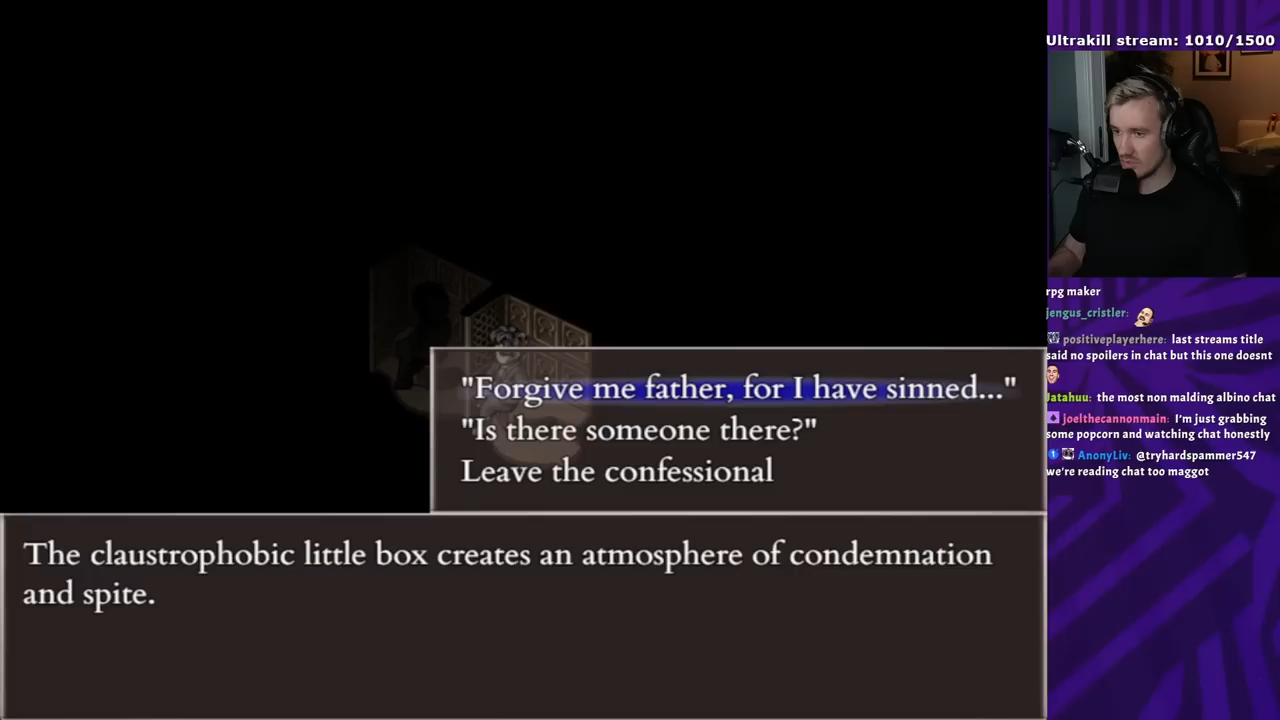 Ultrakill stream: 1010/1500
rpg maker
jengus_cristler:
positiveplayerhere: last streams title
said no spoilers in chat but this one doesnt
Jatahuu: the most non malding albino chat
joelthecannonmain: I'm just grabbing
some popcorn and watching chat honestly
AnonyLiv: @tryhardspammer547
we're reading chat too maggot
"Forgive me father, for I have sinned..."
"Is there someone there?"
Leave the confessional
The claustrophobic little box creates an atmosphere of condemnation
and spite.